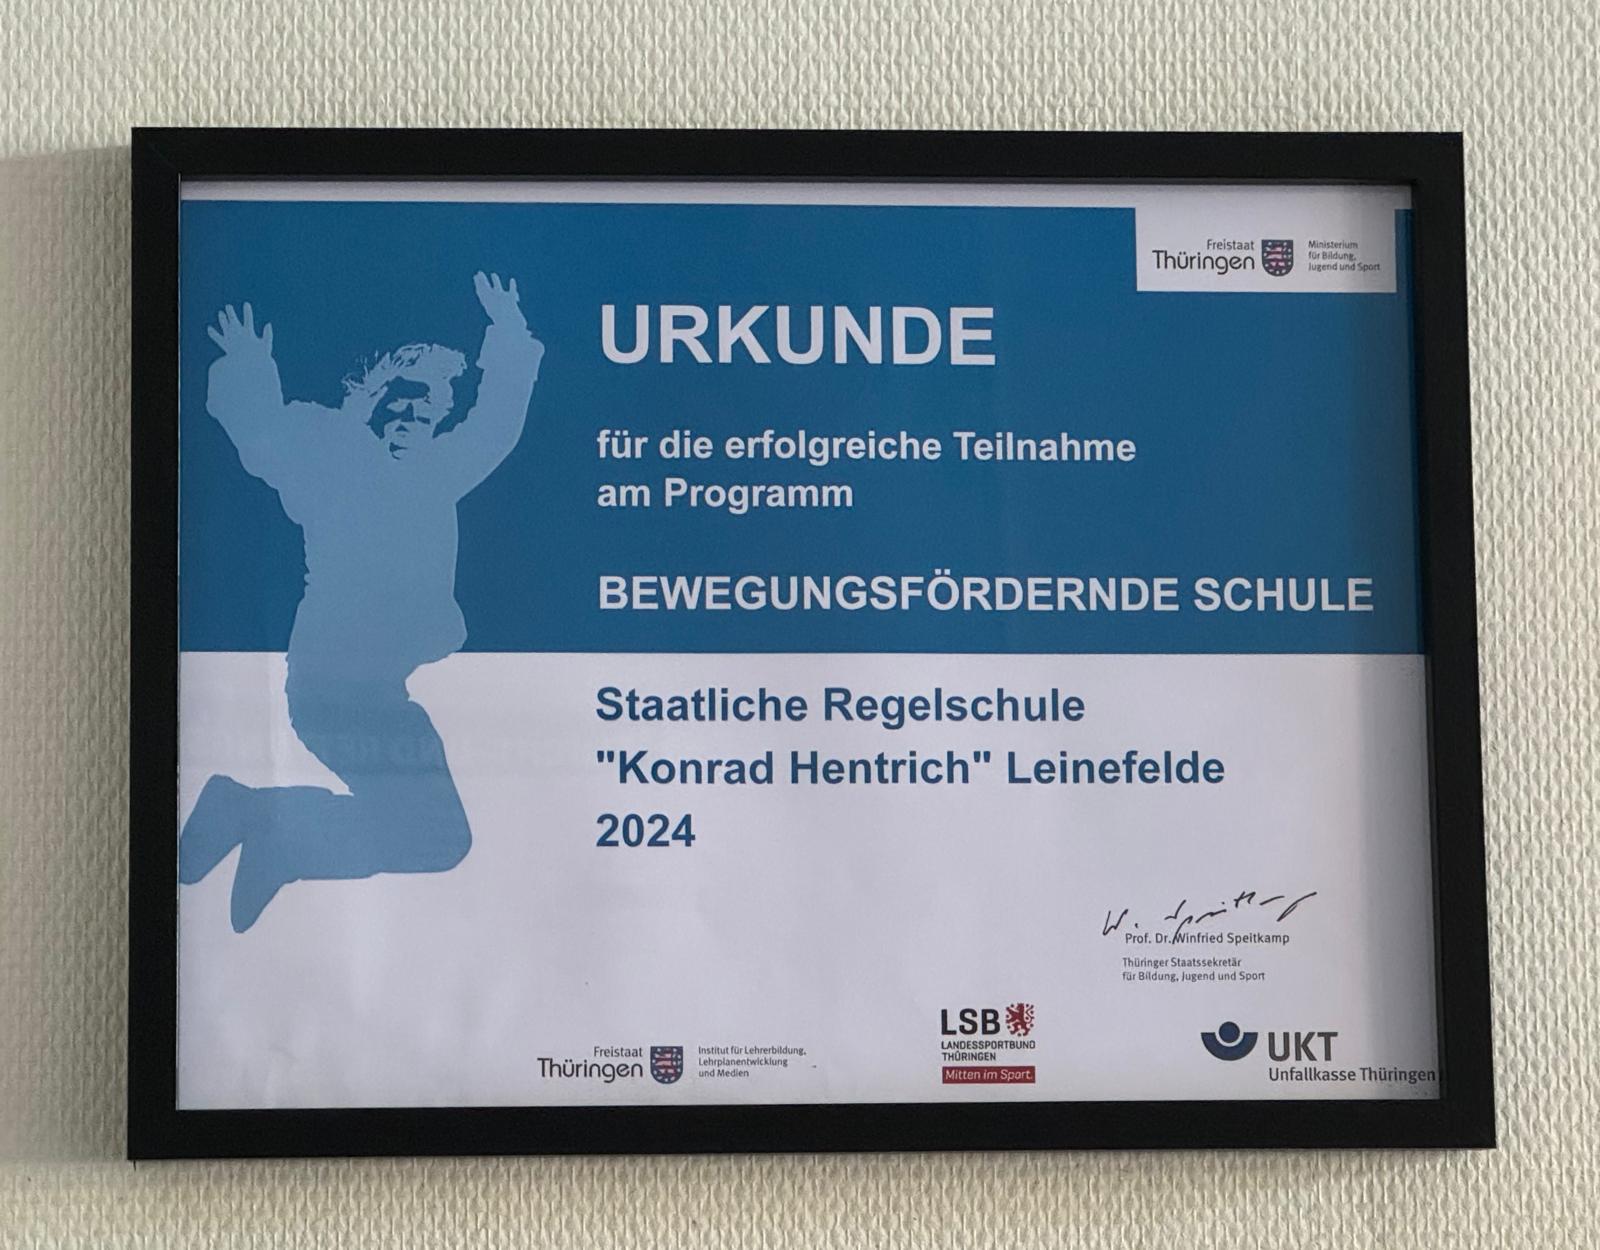 Freistaat
Thüringen
Ministerium
für Bildung,
Jugend und Sport
URKUNDE
für die erfolgreiche Teilnahme
am Programm
BEWEGUNGSFÖRDERNDE SCHULE
Staatliche Regelschule
"Konrad Hentrich" Leinefelde
2024
W. Speitkamp
Prof. Dr. Winfried Speitkamp
Thüringer Staatssekretär
für Bildung, Jugend und Sport
Freistaat
Thüringen
Institut für Lehrerbildung,
Lehrplanentwicklung
und Medien
LSB
LANDESSPORTBUND
THÜRINGEN
Mitten im Sport.
UKT
Unfallkasse Thüringen